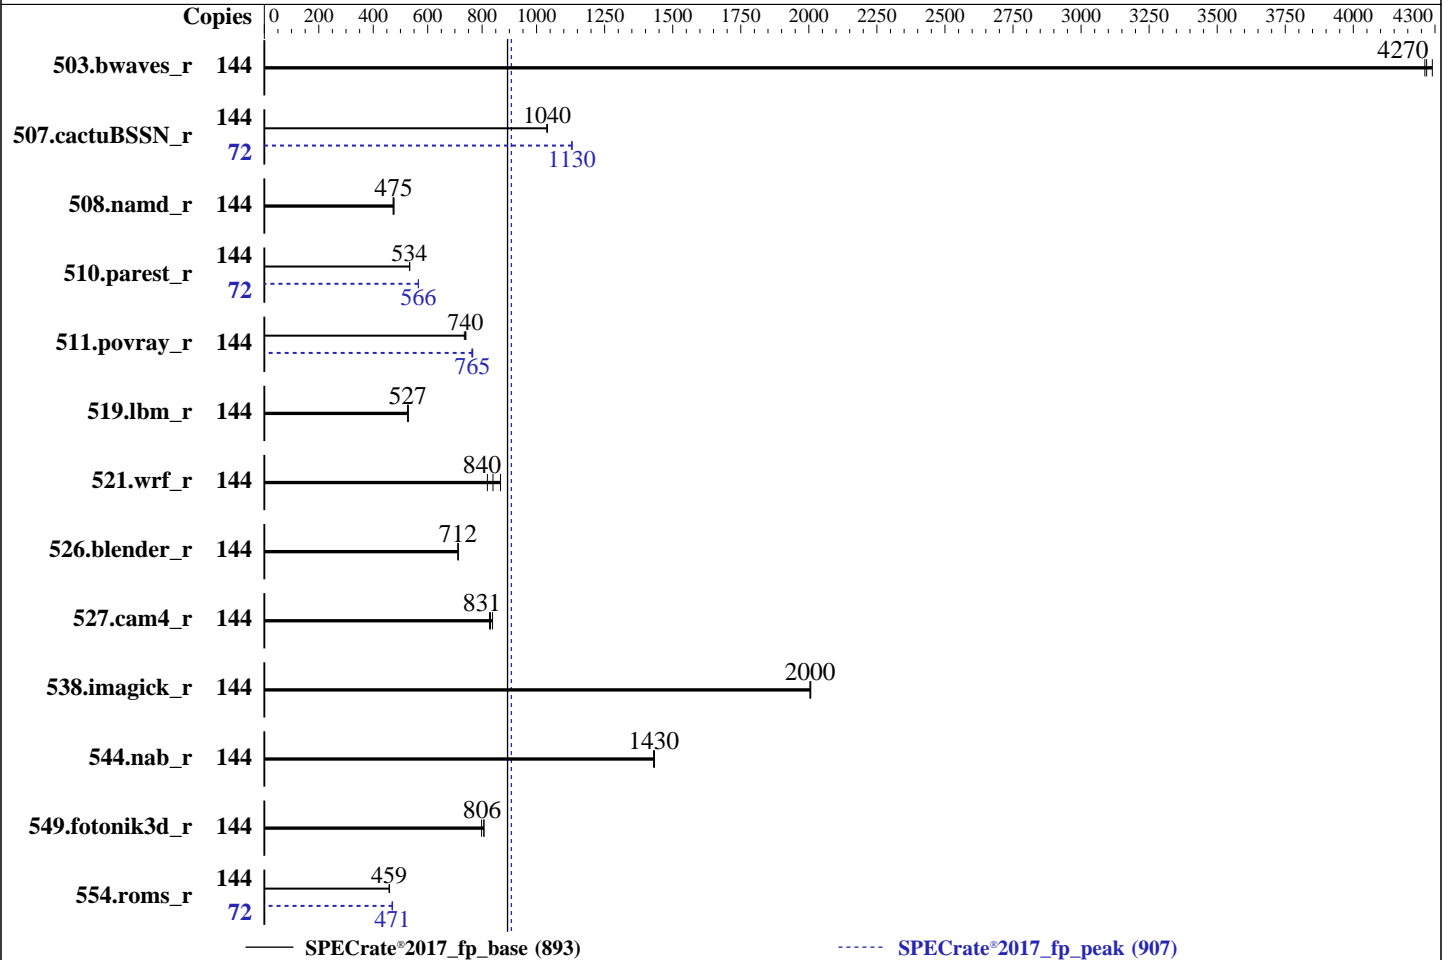 Copies 0 200 400 600 800 1000 1250 1500 1750 2000 2250 2500 2750 3000 3250 3500 3750 4000 4300
503.bwaves_r 144 4270
507.cactuBSSN_r 144 1040
72 1130
508.namd_r 144 475
510.parest_r 144 534
72 566
511.povray_r 144 740
765
519.lbm_r 144 527
521.wrf_r 144 840
526.blender_r 144 712
527.cam4_r 144 831
538.imagick_r 144 2000
544.nab_r 144 1430
549.fotonik3d_r 144 806
554.roms_r 144 459
72 471
SPECrate®2017_fp_base (893) SPECrate®2017_fp_peak (907)